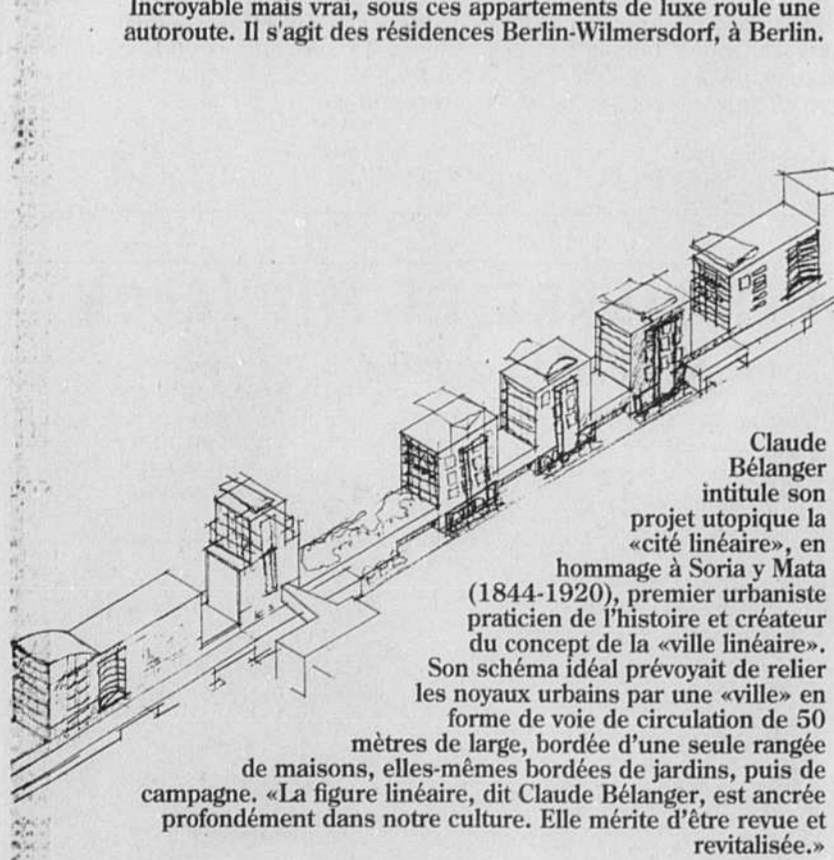 Incroyable mais vrai, sous ces appartements de luxe roule une
autoroute. Il s'agit des résidences Berlin-Wilmersdorf, à Berlin.
Claude
Bélanger
intitule son
projet utopique la
«cité linéaire», en
hommage à Soria y Mata
(1844-1920), premier urbaniste
praticien de l'histoire et créateur
du concept de la «ville linéaire».
Son schéma idéal prévoyait de relier
les noyaux urbains par une «ville» en
forme de voie de circulation de 50
mètres de large, bordée d'une seule rangée
de maisons, elles-mêmes bordées de jardins, puis de
campagne. «La figure linéaire, dit Claude Bélanger, est ancrée
profondément dans notre culture. Elle mérite d'être revue et
revitalisée.»